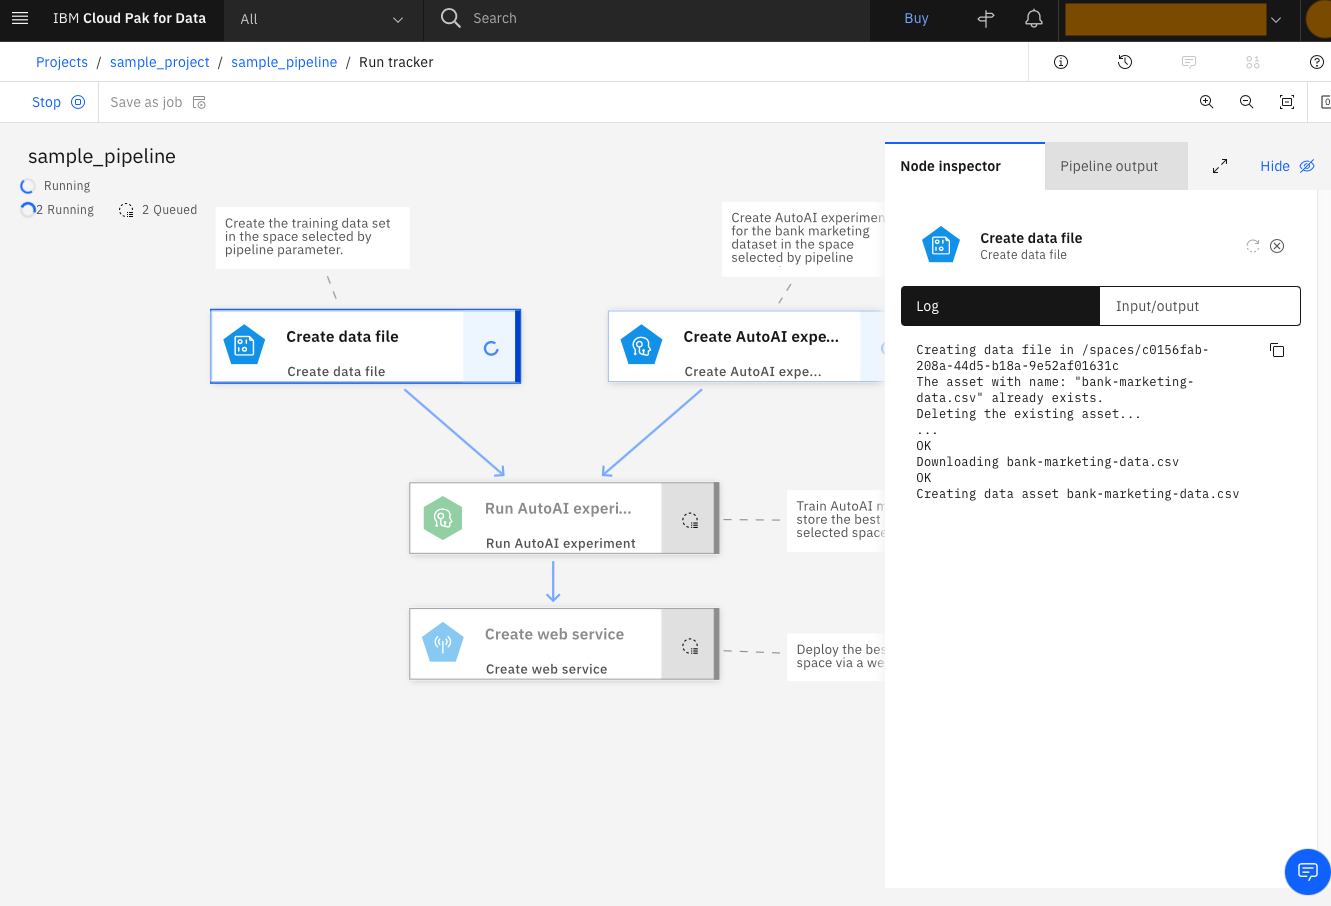 IBM Cloud Pak for Data
All
Search
Buy
Projects / sample_project / sample_pipeline / Run tracker
Stop
Save as job
sample_pipeline
Running
2 Running
2 Queued
Create the training data set
in the space selected by
pipeline parameter.
Create AutoAI experimen
for the bank marketing
dataset in the space
selected by pipeline
Create data file
Create data file
Create AutoAI expe...
Create AutoAI expe...
Run AutoAI experi...
Run AutoAI experiment
Train AutoAI m
store the best
selected space
Create web service
Create web service
Deploy the bes
space via a we
Node inspector
Pipeline output
Hide
Create data file
Create data file
Log
Input/output
Creating data file in /spaces/c0156fab-
208a-44d5-b18a-9e52af01631c
The asset with name: "bank-marketing-
data.csv" already exists.
Deleting the existing asset...
...
OK
Downloading bank-marketing-data.csv
OK
Creating data asset bank-marketing-data.csv